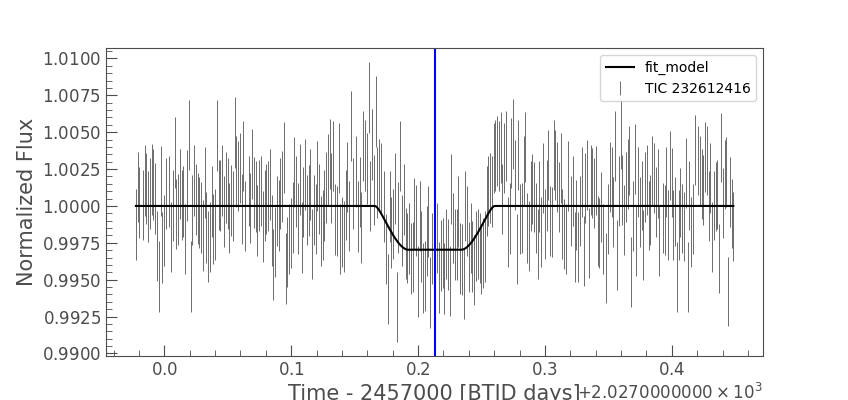 1.0100
1.0075
1.0050
1.0025
1.0000
0.9975
0.9950
0.9925
0.9900
Normalized Flux
fit_model
TIC 232612416
0.0 0.1 0.2 0.3 0.4
Time - 2457000 [BTJD days]
+2.0270000000×10³